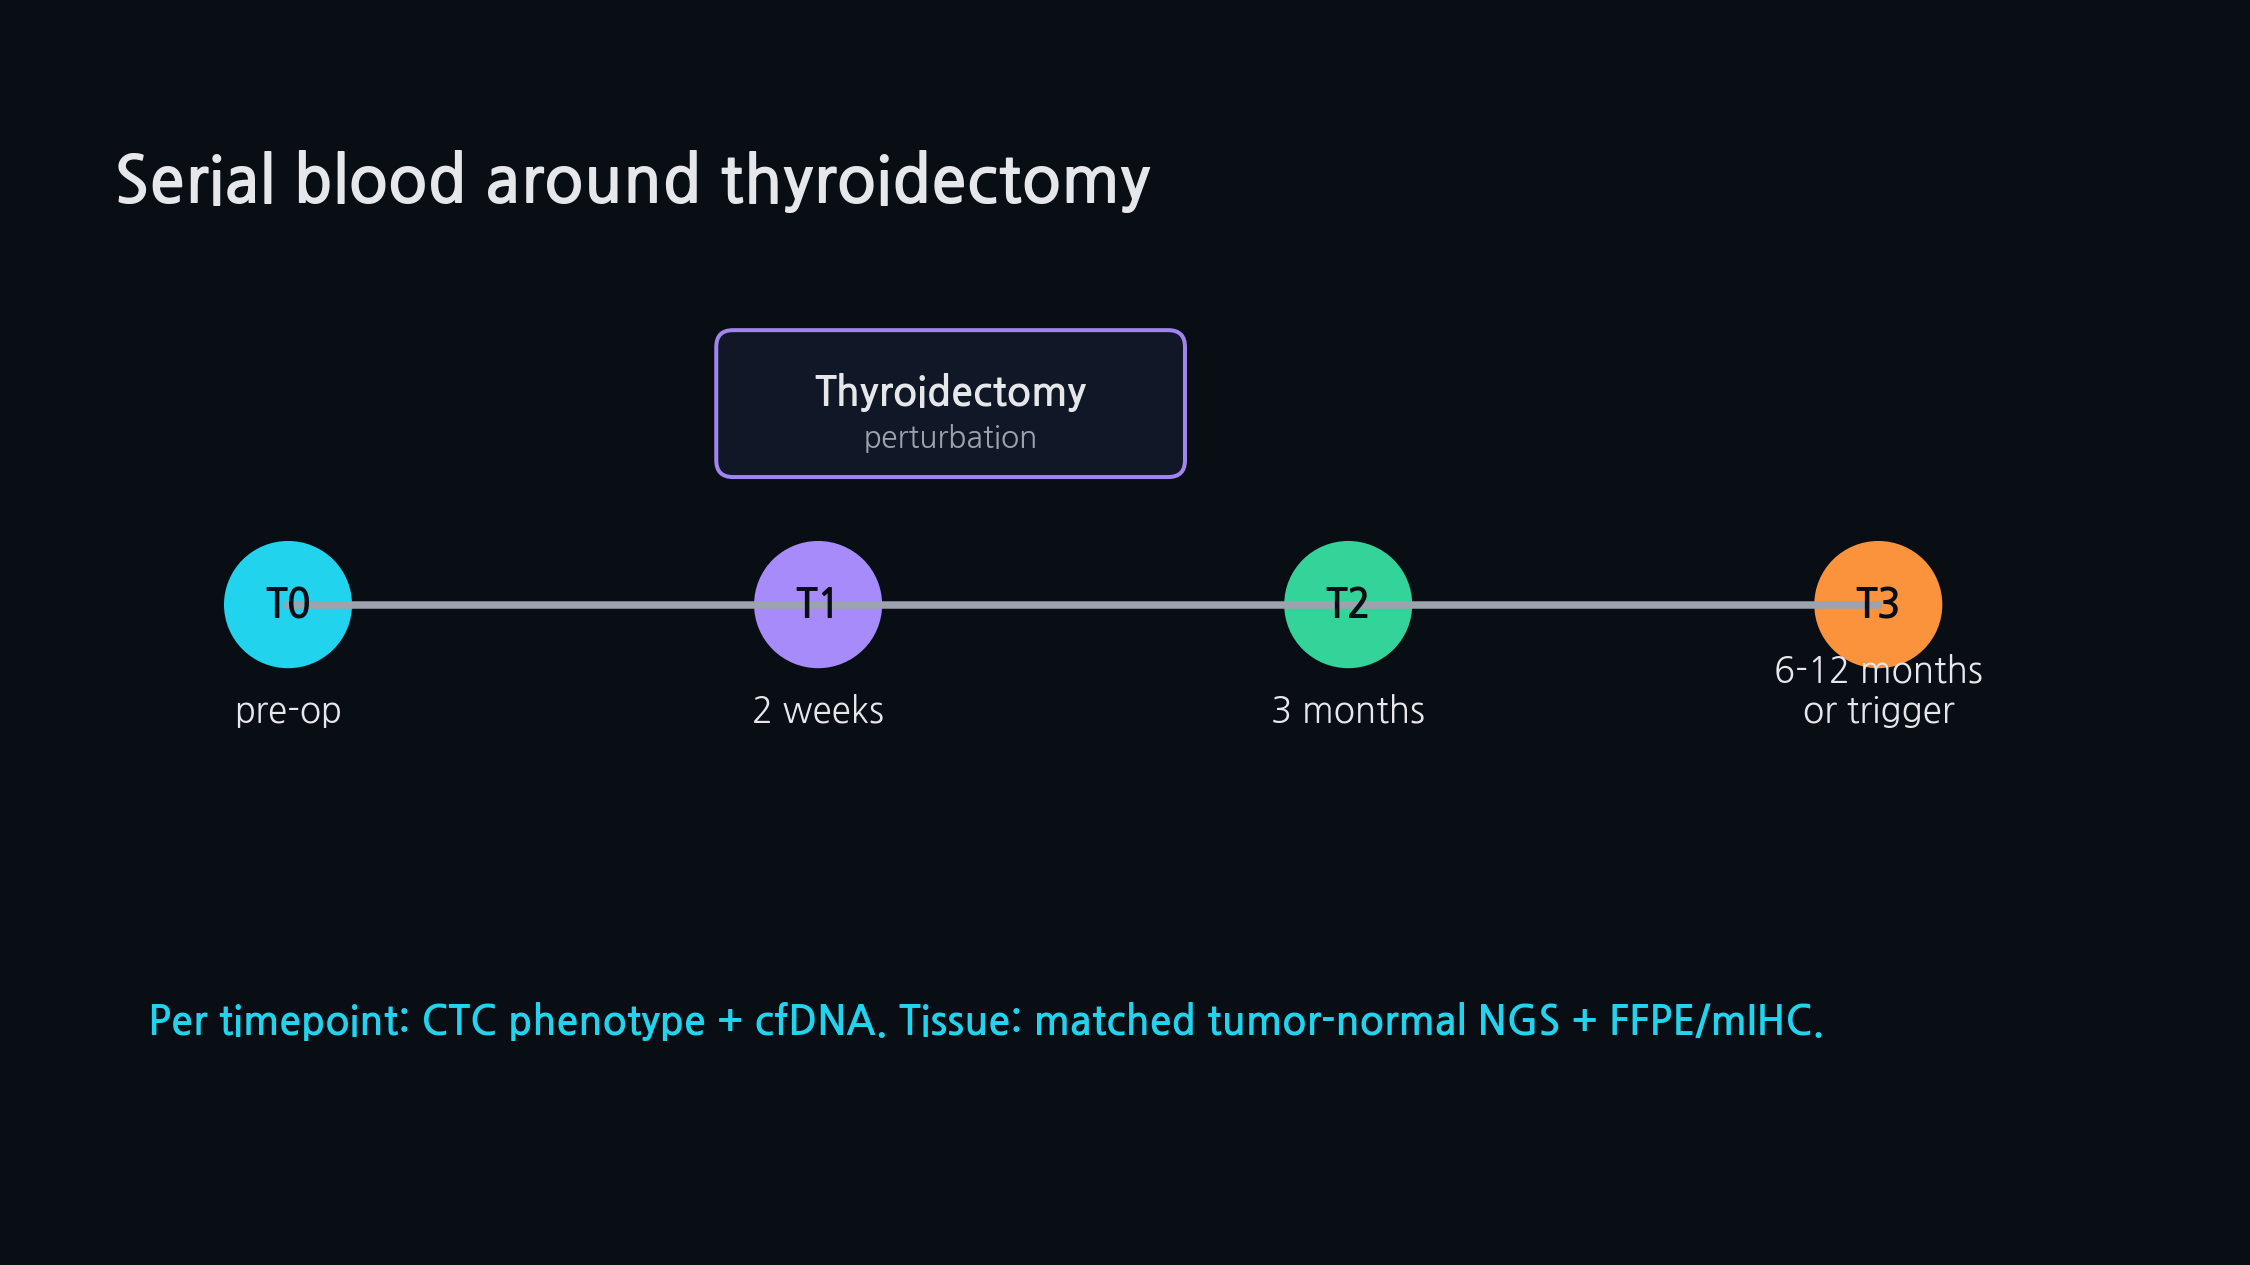 Serial blood around thyroidectomy
Thyroidectomy
perturbation
T0
T1
T2
T3
pre-op
2 weeks
3 months
6-12 months
or trigger
Per timepoint: CTC phenotype + cfDNA. Tissue: matched tumor-normal NGS + FFPE/mIHC.